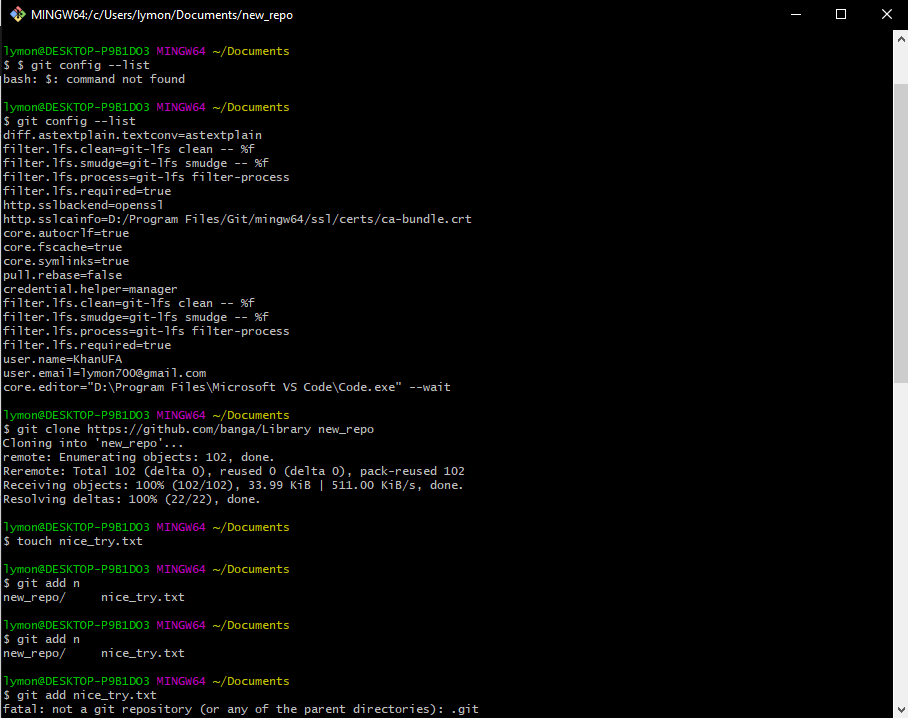 MINGW64:/c/Users/lymon/Documents/new_repo
lymon@DESKTOP-P9B1DO3 MINGW64 ~/Documents
$ $ git config --list
bash: $: command not found
lymon@DESKTOP-P9B1DO3 MINGW64 ~/Documents
$ git config --list
diff.astextplain.textconv=astextplain
filter.lfs.clean=git-lfs clean -- %f
filter.lfs.smudge=git-lfs smudge -- %f
filter.lfs.process=git-lfs filter-process
filter.lfs.required=true
http.sslbackend=openssl
http.sslcainfo=D:/Program Files/Git/mingw64/ssl/certs/ca-bundle.crt
core.autocrlf=true
core.fscache=true
core.symlinks=true
pull.rebase=false
credential.helper=manager
filter.lfs.clean=git-lfs clean -- %f
filter.lfs.smudge=git-lfs smudge -- %f
filter.lfs.process=git-lfs filter-process
filter.lfs.required=true
user.name=KhanUFA
user.email=lymon700@gmail.com
core.editor="D:\Program Files\Microsoft VS Code\Code.exe" --wait
lymon@DESKTOP-P9B1DO3 MINGW64 ~/Documents
$ git clone https://github.com/banga/Library new_repo
Cloning into 'new_repo'...
remote: Enumerating objects: 102, done.
Reremote: Total 102 (delta 0), reused 0 (delta 0), pack-reused 102
Receiving objects: 100% (102/102), 33.99 KiB | 511.00 KiB/s, done.
Resolving deltas: 100% (22/22), done.
lymon@DESKTOP-P9B1DO3 MINGW64 ~/Documents
$ touch nice_try.txt
lymon@DESKTOP-P9B1DO3 MINGW64 ~/Documents
$ git add n
new_repo/     nice_try.txt
lymon@DESKTOP-P9B1DO3 MINGW64 ~/Documents
$ git add n
new_repo/     nice_try.txt
lymon@DESKTOP-P9B1DO3 MINGW64 ~/Documents
$ git add nice_try.txt
fatal: not a git repository (or any of the parent directories): .git